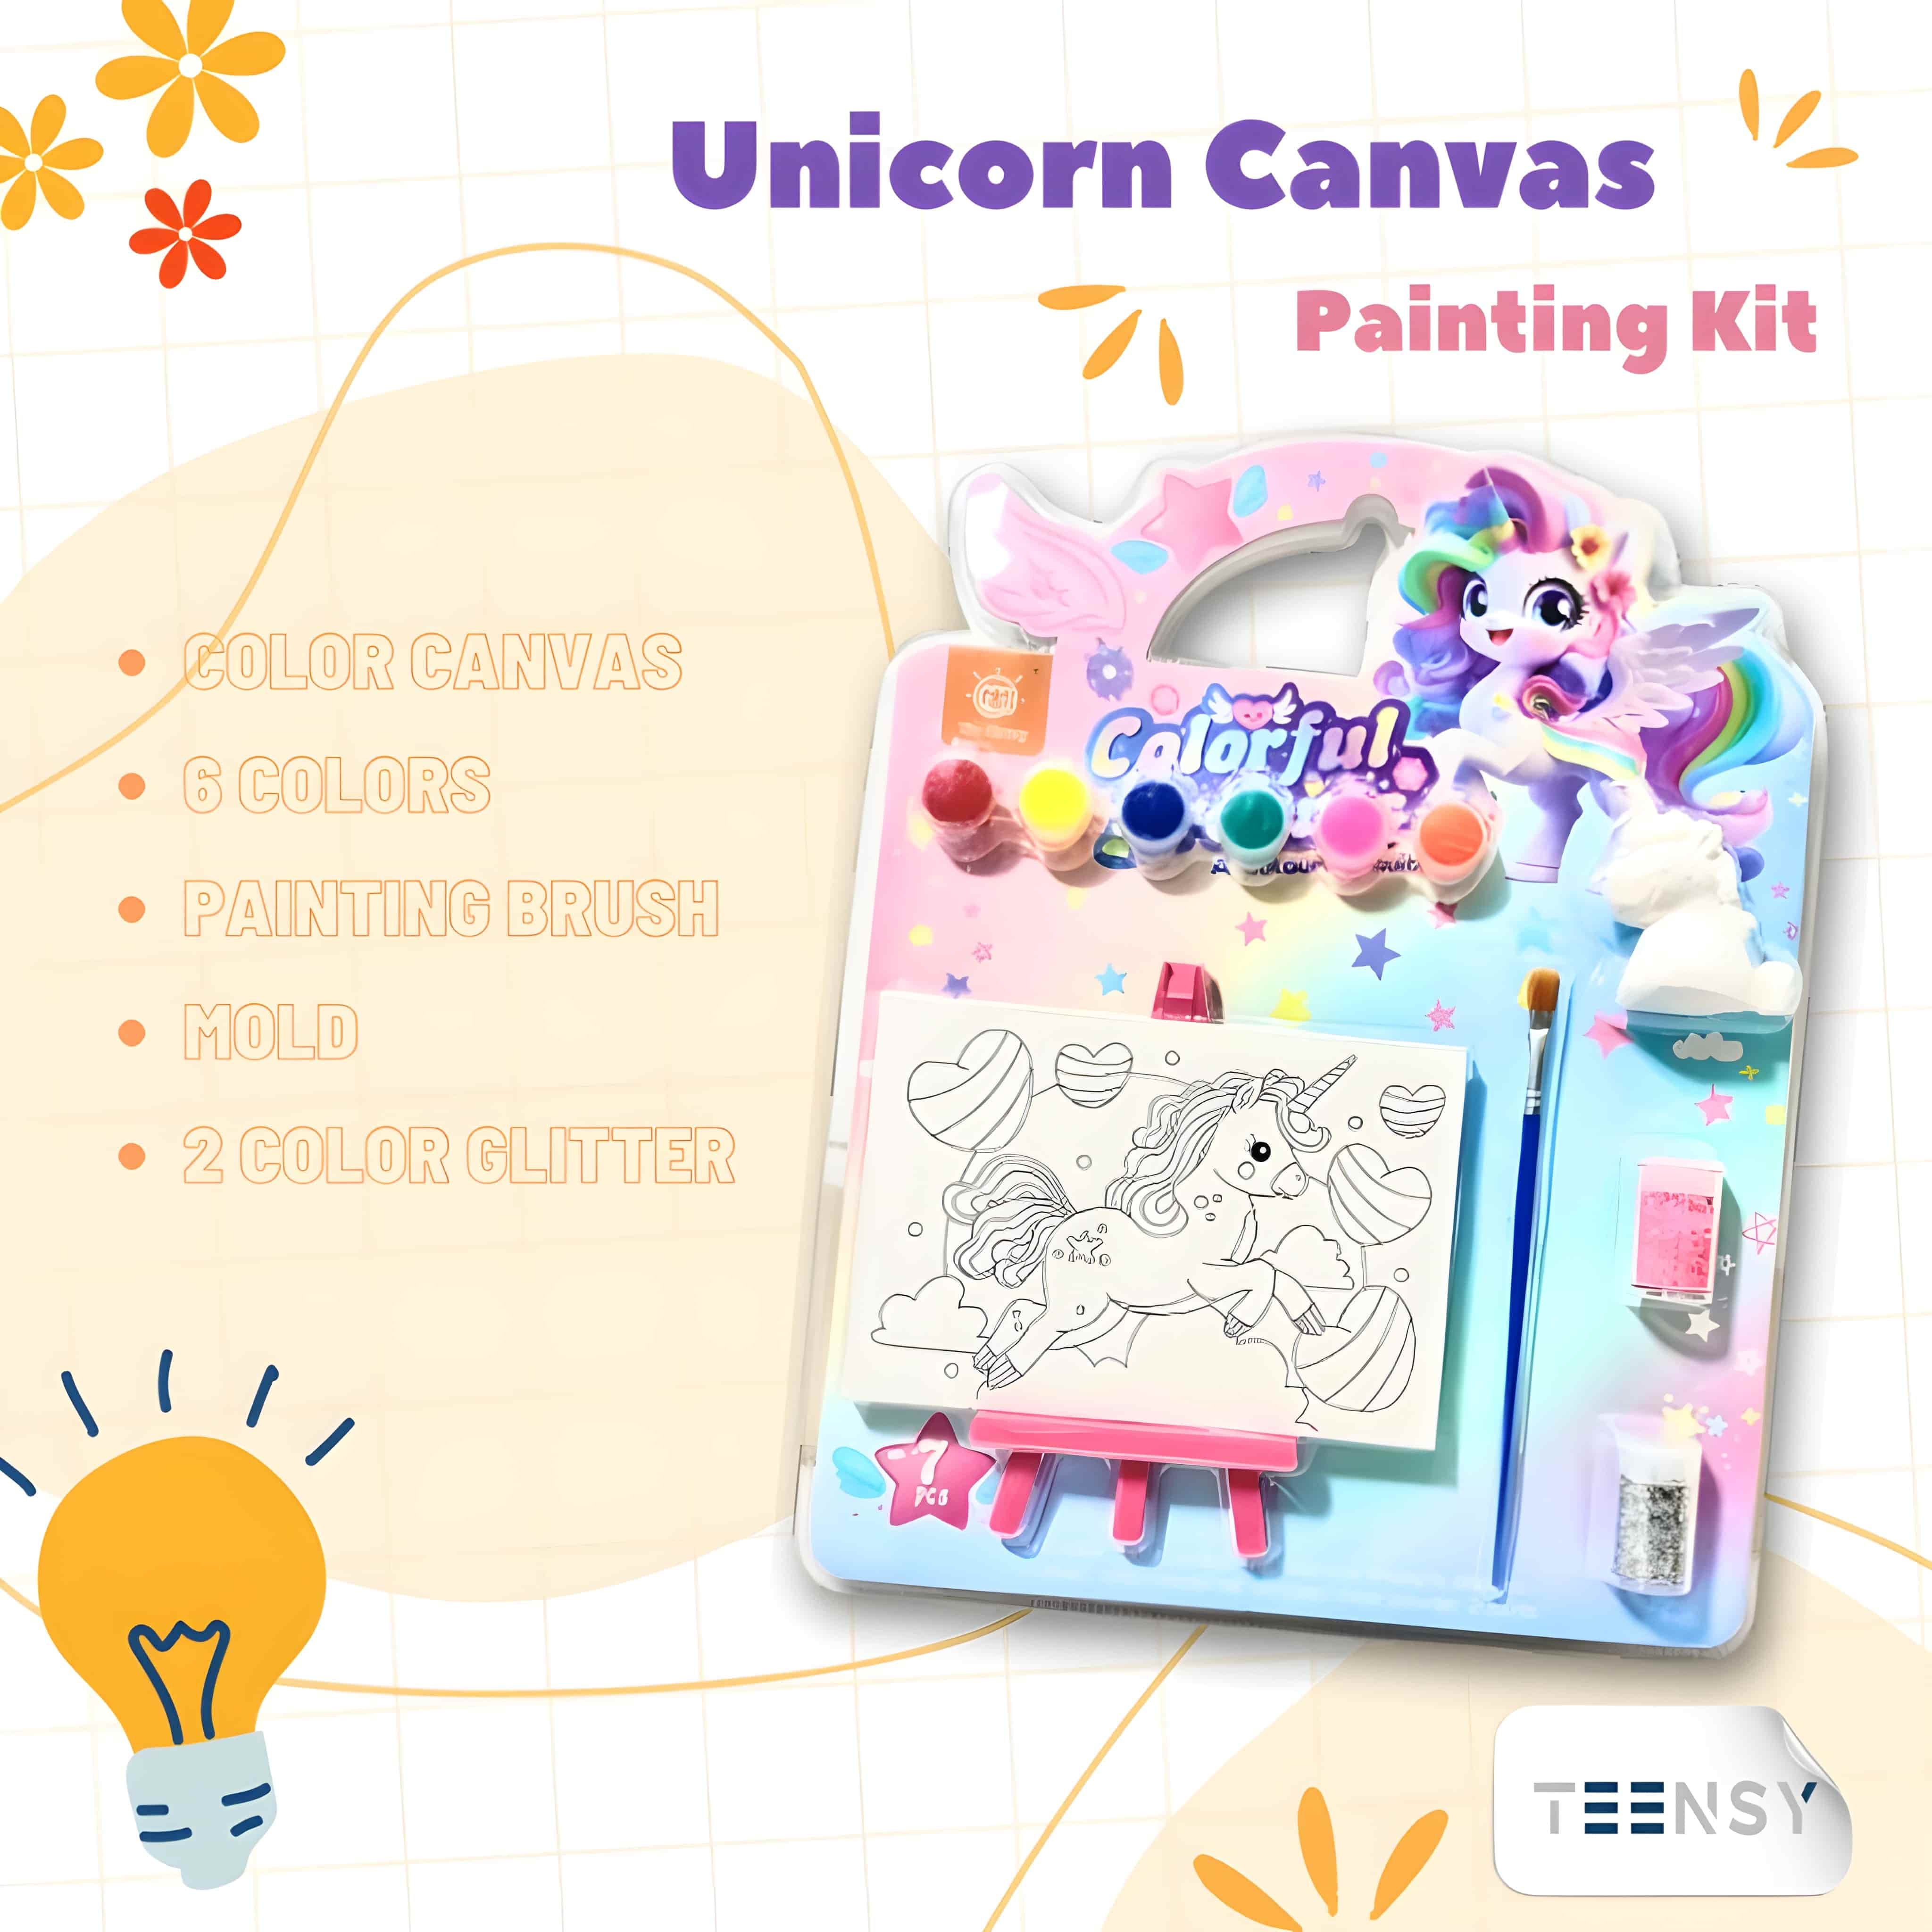 Unicorn Canvas
Painting Kit
COLOR CANVAS
6 COLORS
PAINTING BRUSH
MOLD
2 COLOR GLITTER
Colorful
7
PCS
TEENSY